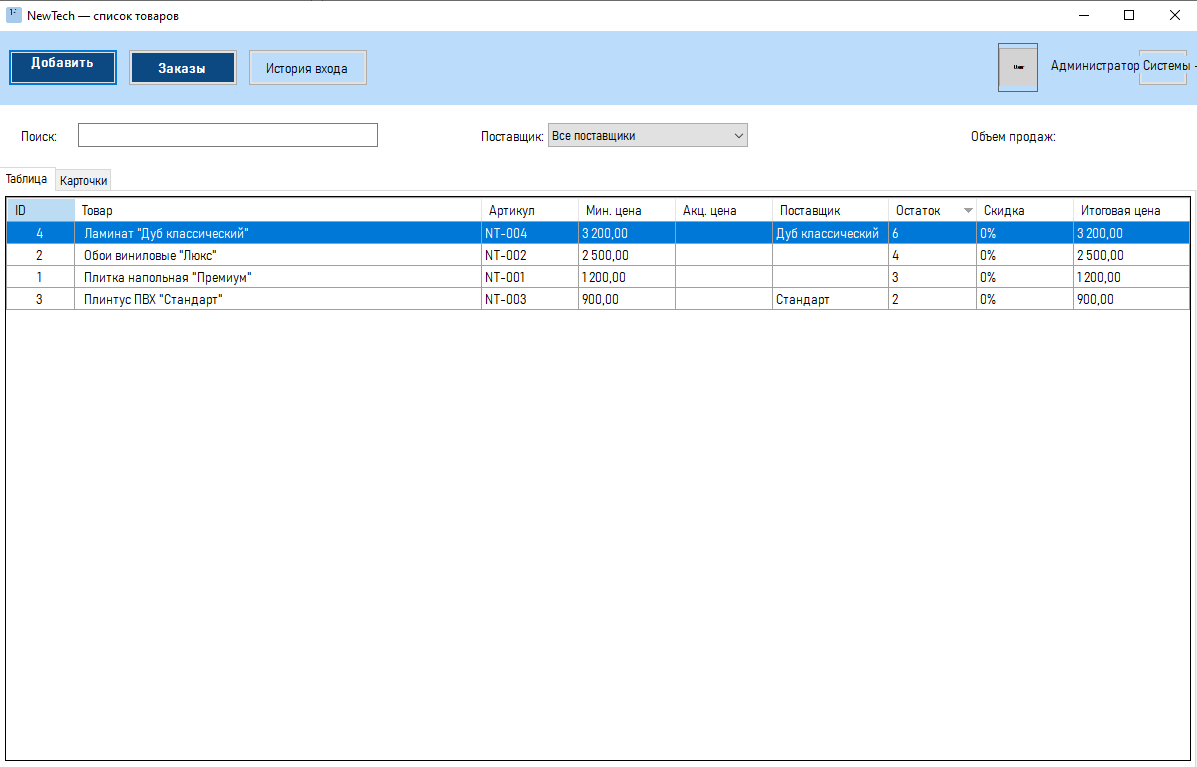 NewTech — список товаров
Добавить Заказы История входа User Администратор Системы -
Поиск: Поставщик: Все поставщики Объем продаж:
Таблица Карточки
ID Товар Артикул Мин. цена Акц. цена Поставщик Остаток Скидка Итоговая цена
4 Ламинат "Дуб классический" NT-004 3 200,00 Дуб классический 6 0% 3 200,00
2 Обои виниловые "Люкс" NT-002 2 500,00 4 0% 2 500,00
1 Плитка напольная "Премиум" NT-001 1 200,00 3 0% 1 200,00
3 Плинтус ПВХ "Стандарт" NT-003 900,00 Стандарт 2 0% 900,00